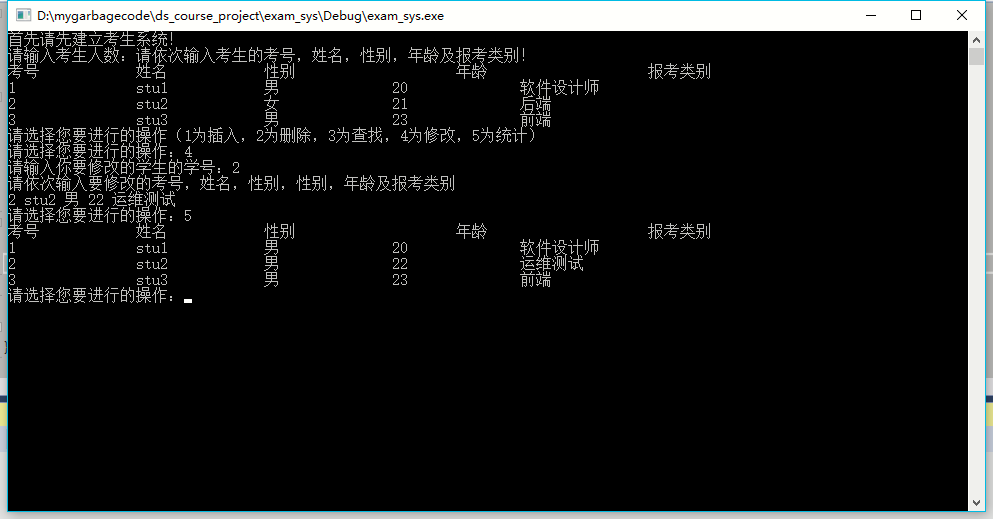 D:\mygarbagecode\ds_course_project\exam_sys\Debug\exam_sys.exe
首先请先建立考生系统!
请输入考生人数: 请依次输入考生的考号, 姓名, 性别, 年龄及报考类别!
考号 姓名 性别 年龄 报考类别
1 stu1 男 20 软件设计师
2 stu2 女 21 后端
3 stu3 男 23 前端
请选择您要进行的操作（1为插入, 2为删除, 3为查找, 4为修改, 5为统计）
请选择您要进行的操作: 4
请输入你要修改的学生的学号: 2
请依次输入要修改的考号, 姓名, 性别, 性别, 年龄及报考类别
2 stu2 男 22 运维测试
请选择您要进行的操作: 5
考号 姓名 性别 年龄 报考类别
1 stu1 男 20 软件设计师
2 stu2 男 22 运维测试
3 stu3 男 23 前端
请选择您要进行的操作: